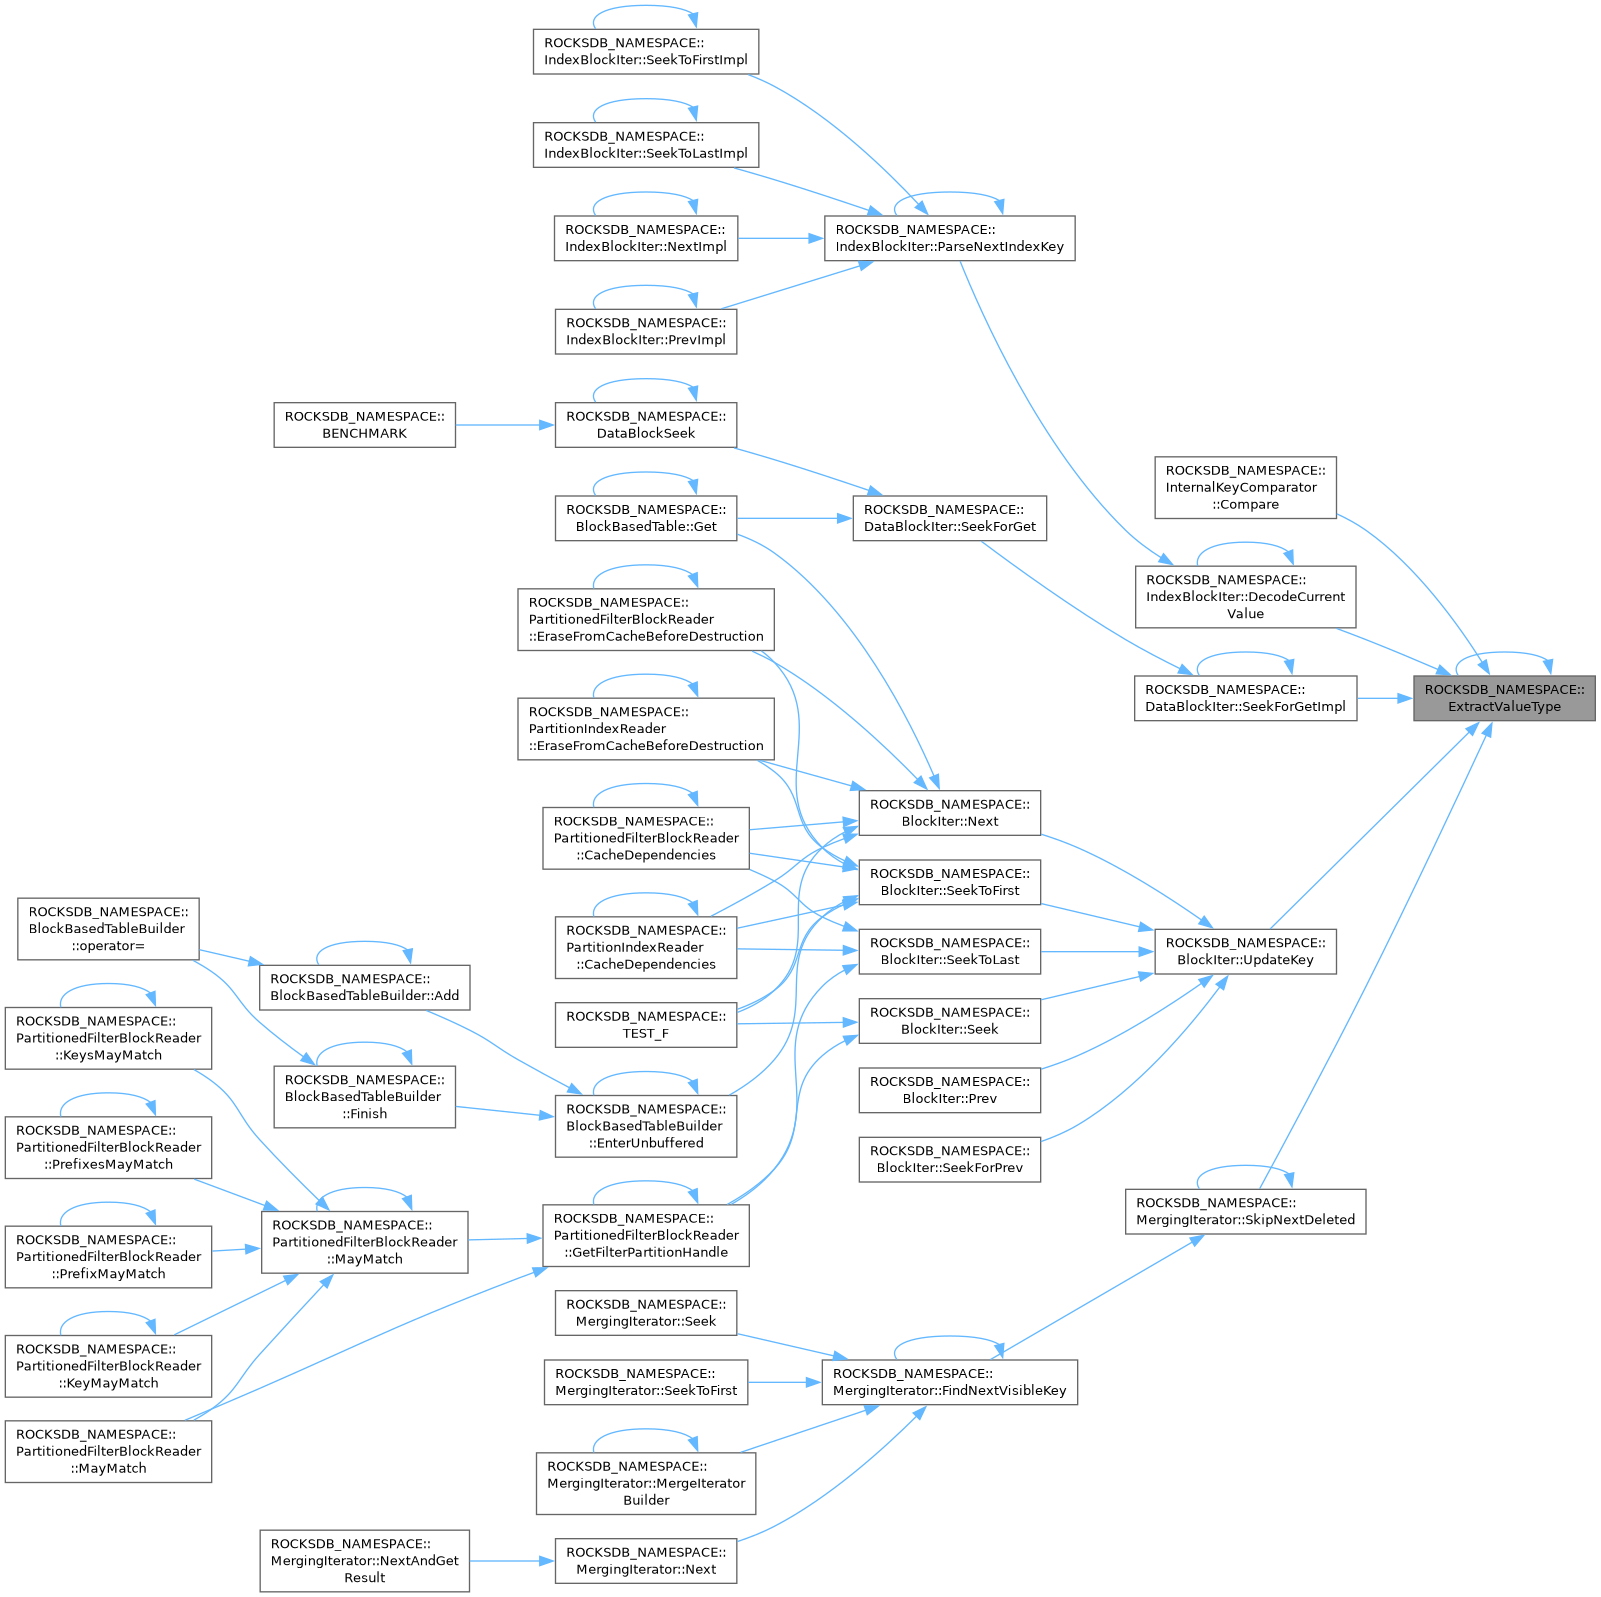 ROCKSDB_NAMESPACE::
IndexBlockIter::SeekToFirstImpl
ROCKSDB_NAMESPACE::
IndexBlockIter::SeekToLastImpl
ROCKSDB_NAMESPACE::
IndexBlockIter::NextImpl
ROCKSDB_NAMESPACE::
IndexBlockIter::ParseNextIndexKey
ROCKSDB_NAMESPACE::
IndexBlockIter::PrevImpl
ROCKSDB_NAMESPACE::
BENCHMARK
ROCKSDB_NAMESPACE::
DataBlockSeek
ROCKSDB_NAMESPACE::
InternalKeyComparator
::Compare
ROCKSDB_NAMESPACE::
BlockBasedTable::Get
ROCKSDB_NAMESPACE::
DataBlockIter::SeekForGet
ROCKSDB_NAMESPACE::
IndexBlockIter::DecodeCurrent
Value
ROCKSDB_NAMESPACE::
PartitionedFilterBlockReader
::EraseFromCacheBeforeDestruction
ROCKSDB_NAMESPACE::
DataBlockIter::SeekForGetImpl
ROCKSDB_NAMESPACE::
ExtractValueType
ROCKSDB_NAMESPACE::
PartitionIndexReader
::EraseFromCacheBeforeDestruction
ROCKSDB_NAMESPACE::
BlockIter::Next
ROCKSDB_NAMESPACE::
PartitionedFilterBlockReader
::CacheDependencies
ROCKSDB_NAMESPACE::
BlockIter::SeekToFirst
ROCKSDB_NAMESPACE::
BlockBasedTableBuilder
::operator=
ROCKSDB_NAMESPACE::
PartitionIndexReader
::CacheDependencies
ROCKSDB_NAMESPACE::
BlockIter::SeekToLast
ROCKSDB_NAMESPACE::
BlockIter::UpdateKey
ROCKSDB_NAMESPACE::
BlockBasedTableBuilder::Add
ROCKSDB_NAMESPACE::
PartitionedFilterBlockReader
::KeysMayMatch
ROCKSDB_NAMESPACE::
TEST_F
ROCKSDB_NAMESPACE::
BlockIter::Seek
ROCKSDB_NAMESPACE::
BlockBasedTableBuilder
::Finish
ROCKSDB_NAMESPACE::
BlockBasedTableBuilder
::EnterUnbuffered
ROCKSDB_NAMESPACE::
BlockIter::Prev
ROCKSDB_NAMESPACE::
PartitionedFilterBlockReader
::PrefixesMayMatch
ROCKSDB_NAMESPACE::
BlockIter::SeekForPrev
ROCKSDB_NAMESPACE::
MergingIterator::SkipNextDeleted
ROCKSDB_NAMESPACE::
PartitionedFilterBlockReader
::PrefixMayMatch
ROCKSDB_NAMESPACE::
PartitionedFilterBlockReader
::MayMatch
ROCKSDB_NAMESPACE::
PartitionedFilterBlockReader
::GetFilterPartitionHandle
ROCKSDB_NAMESPACE::
PartitionedFilterBlockReader
::KeyMayMatch
ROCKSDB_NAMESPACE::
MergingIterator::Seek
ROCKSDB_NAMESPACE::
MergingIterator::SeekToFirst
ROCKSDB_NAMESPACE::
MergingIterator::FindNextVisibleKey
ROCKSDB_NAMESPACE::
PartitionedFilterBlockReader
::MayMatch
ROCKSDB_NAMESPACE::
MergingIterator::MergeIterator
Builder
ROCKSDB_NAMESPACE::
MergingIterator::NextAndGet
Result
ROCKSDB_NAMESPACE::
MergingIterator::Next